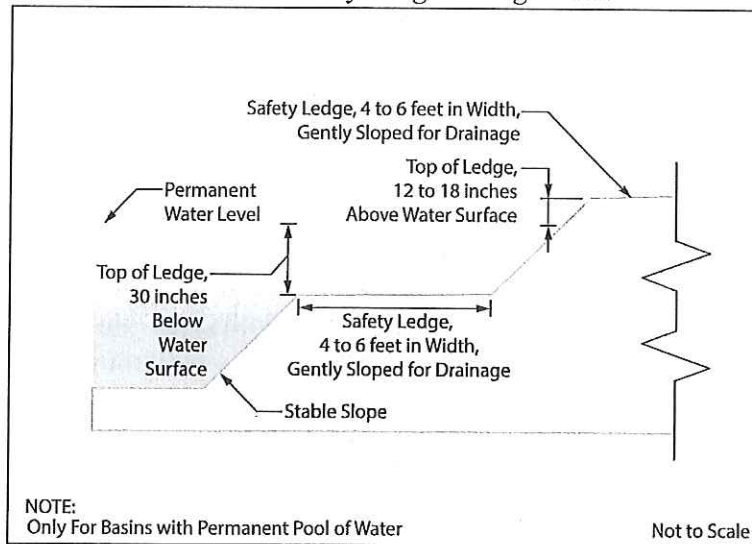 Safety Ledge, 4 to 6 feet in Width,
Gently Sloped for Drainage
Top of Ledge,
12 to 18 inches
Above Water Surface
Permanent
Water Level
Top of Ledge,
30 inches
Below
Water
Surface
Safety Ledge,
4 to 6 feet in Width,
Gently Sloped for Drainage
Stable Slope
NOTE:
Only For Basins with Permanent Pool of Water
Not to Scale